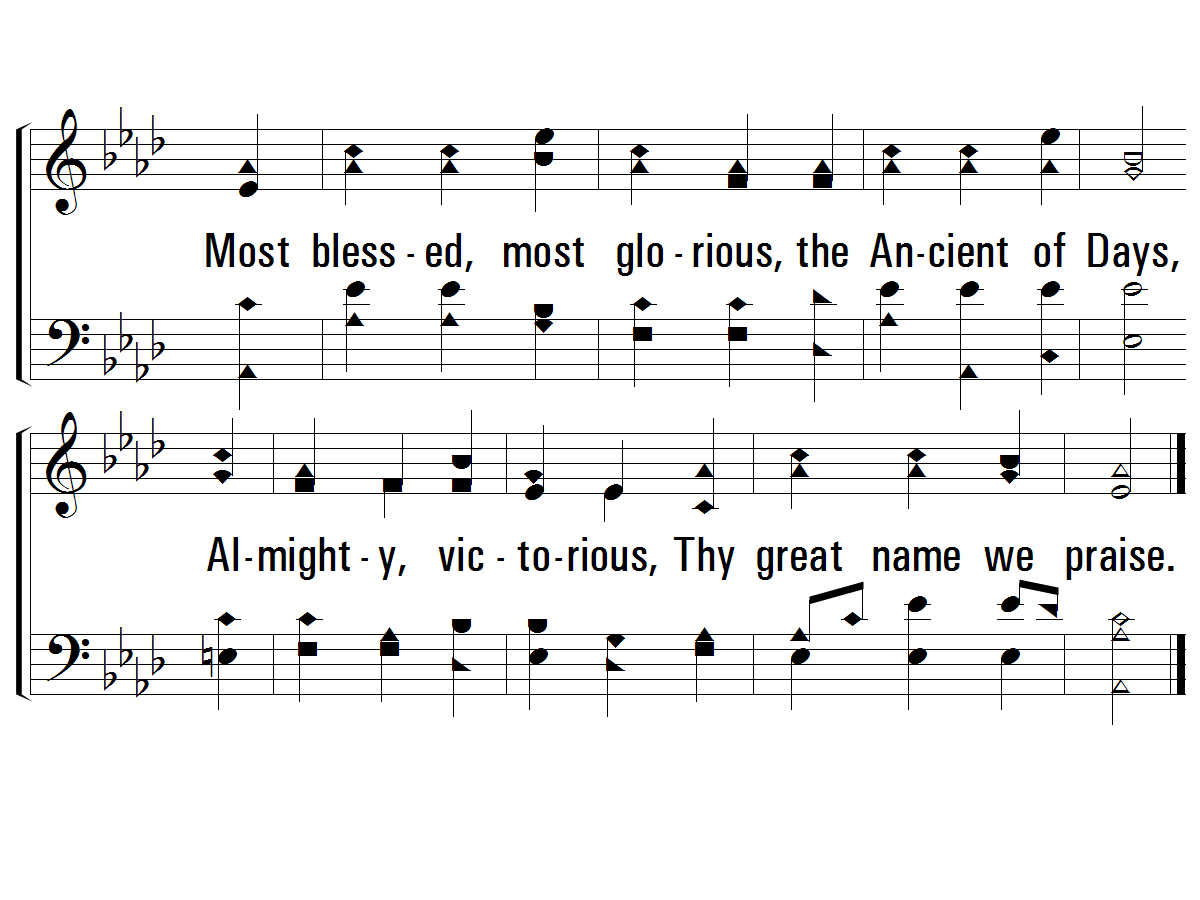 Most bless - ed, most glo - rious, the An-cient of Days,
Al-might - y, vic - to-rious, Thy great name we praise.